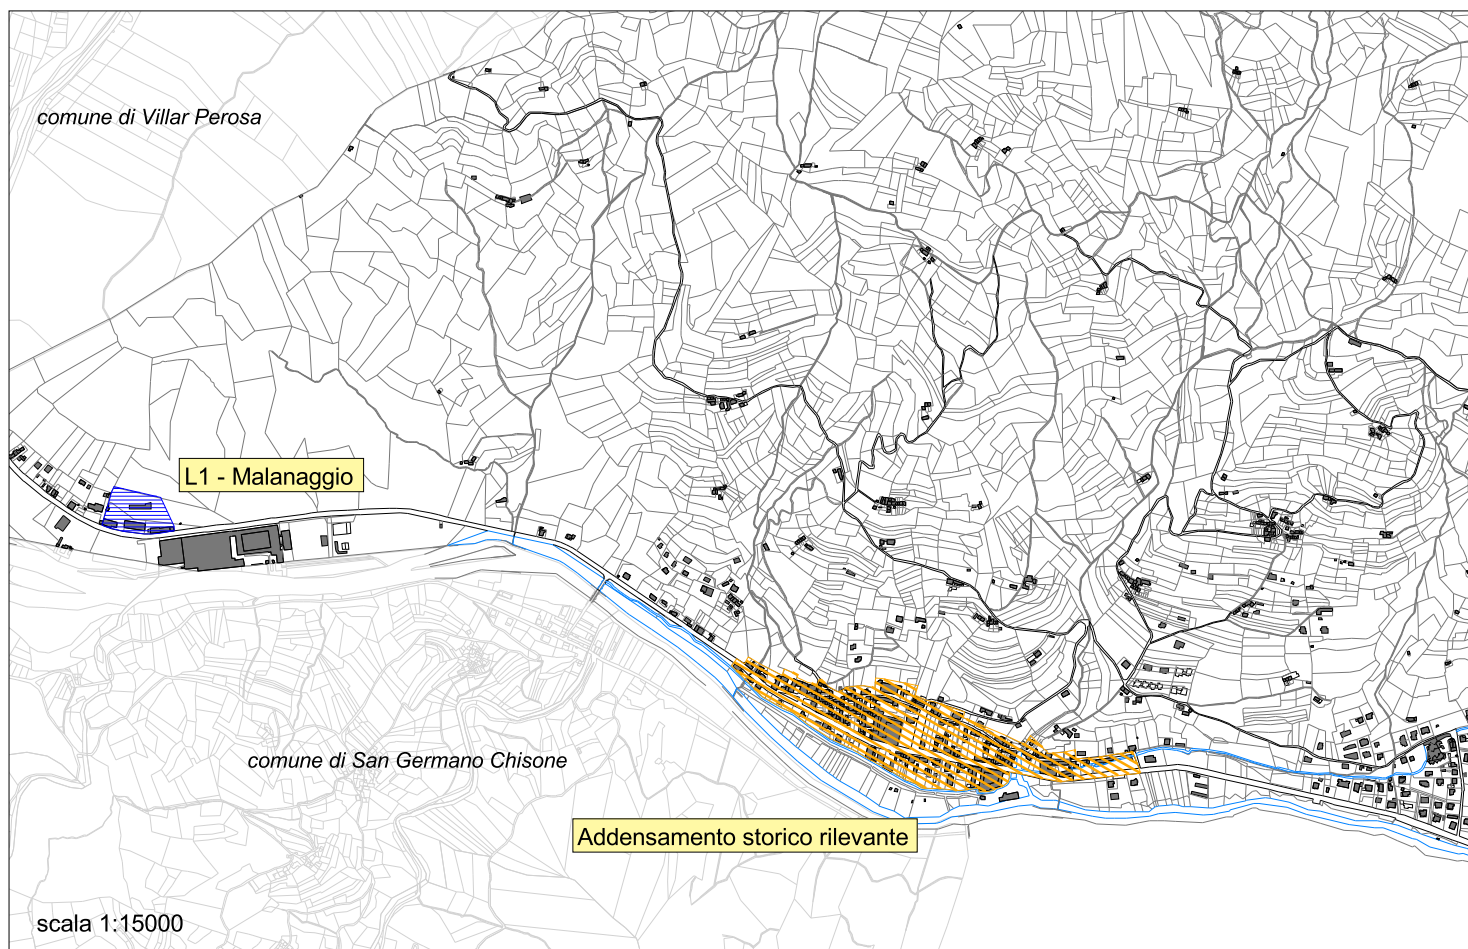 comune di Villar Perosa
L1 - Malanaggio
comune di San Germano Chisone
Addensamento storico rilevante
scala 1:15000